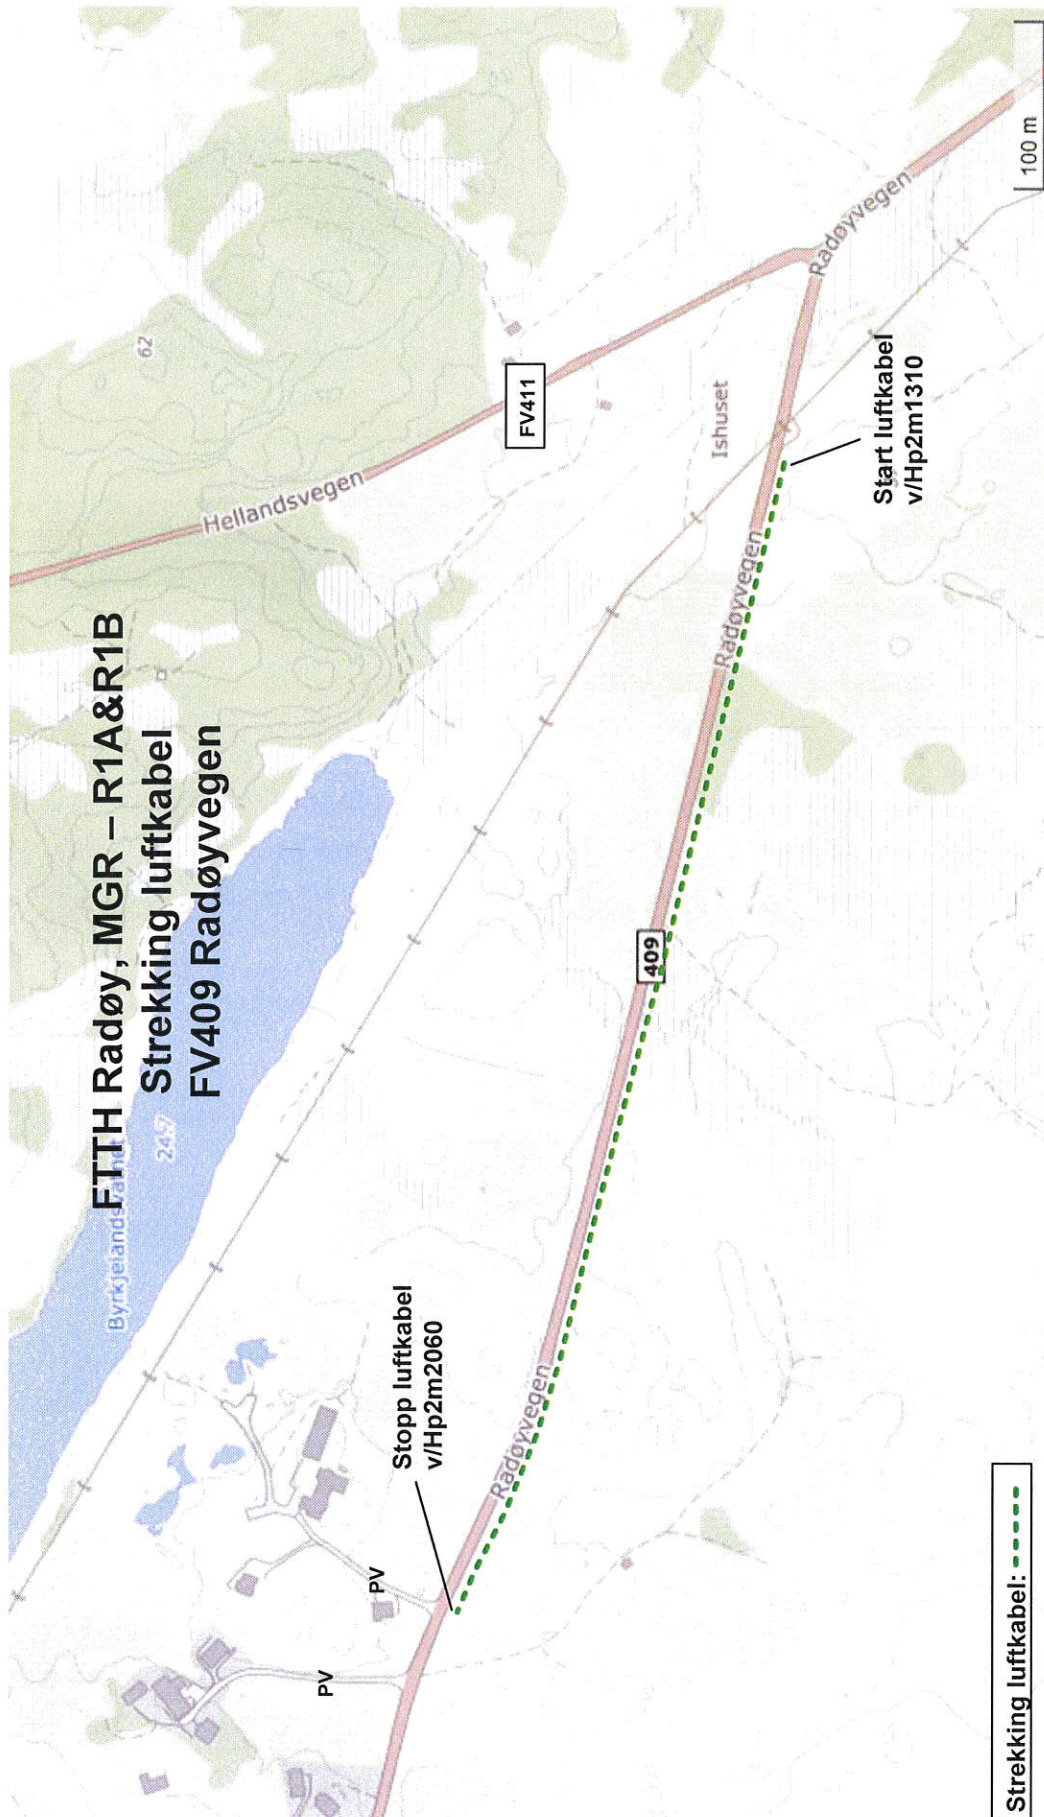 FTTH Radøy, MGR – R1A&R1B
Strekking luftkabel
FV409 Radøyvegen
Byrkjelandsvatnet
24.7
62
Hellandsvegen
FV411
Ishuset
Radøyvegen
Radøyvegen
Radøyvegen
409
Stopp luftkabel
v/Hp2m2060
Start luftkabel
v/Hp2m1310
PV
PV
100 m
Strekking luftkabel: